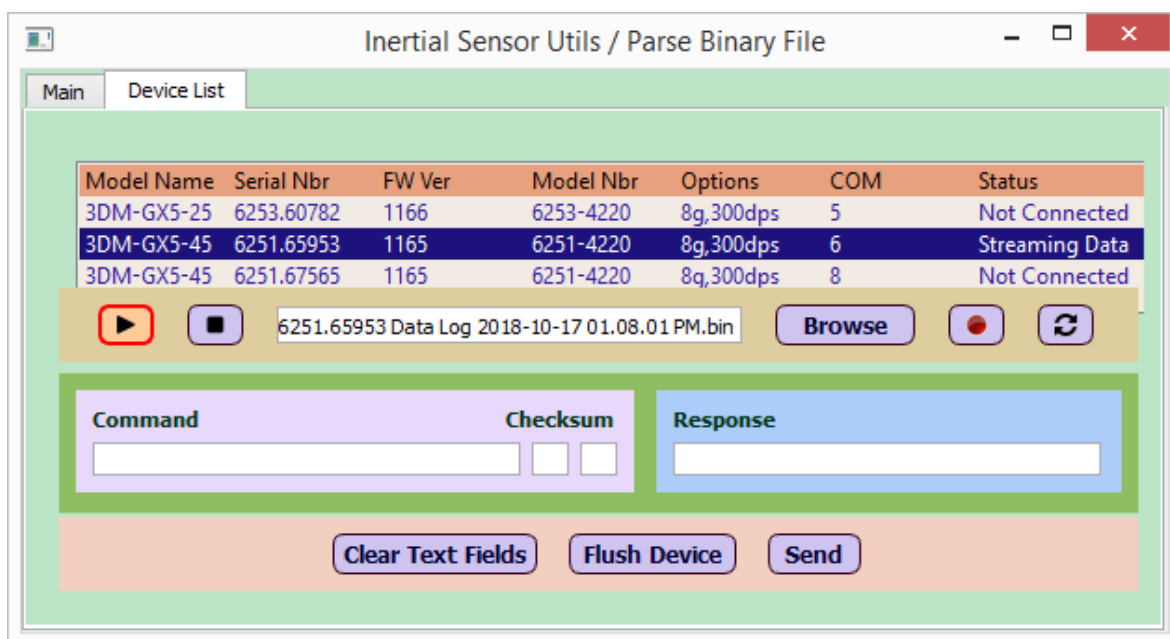 Inertial Sensor Utils / Parse Binary File
Main Device List
Model Name Serial Nbr FW Ver Model Nbr Options COM Status
3DM-GX5-25 6253.60782 1166 6253-4220 8g,300dps 5 Not Connected
3DM-GX5-45 6251.65953 1165 6251-4220 8g,300dps 6 Streaming Data
3DM-GX5-45 6251.67565 1165 6251-4220 8g,300dps 8 Not Connected
6251.65953 Data Log 2018-10-17 01.08.01 PM.bin Browse
Command Checksum Response
Clear Text Fields Flush Device Send